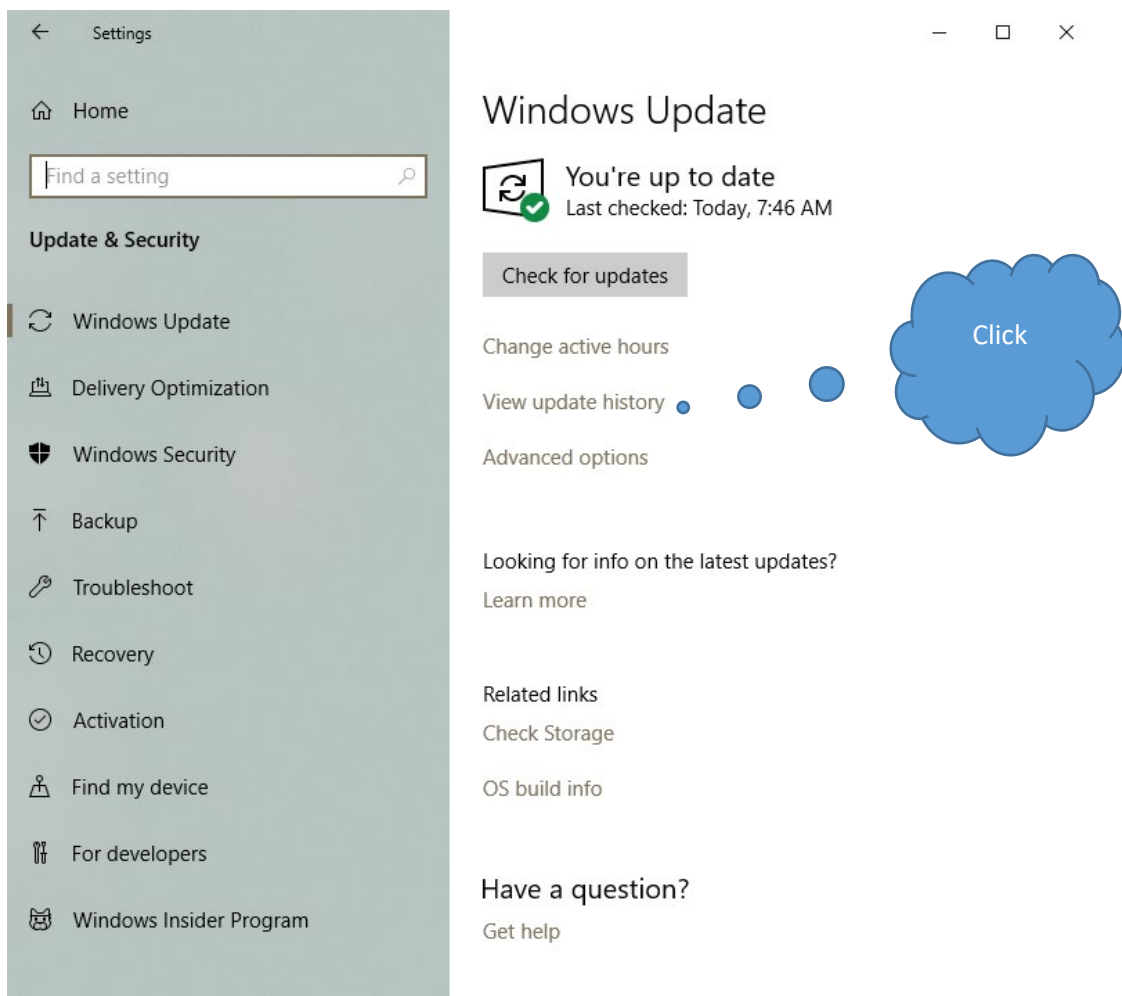 Settings
Home
Find a setting
Update & Security
Windows Update
Delivery Optimization
Windows Security
Backup
Troubleshoot
Recovery
Activation
Find my device
For developers
Windows Insider Program
Windows Update
You're up to date
Last checked: Today, 7:46 AM
Check for updates
Change active hours
View update history
Advanced options
Click
Looking for info on the latest updates?
Learn more
Related links
Check Storage
OS build info
Have a question?
Get help